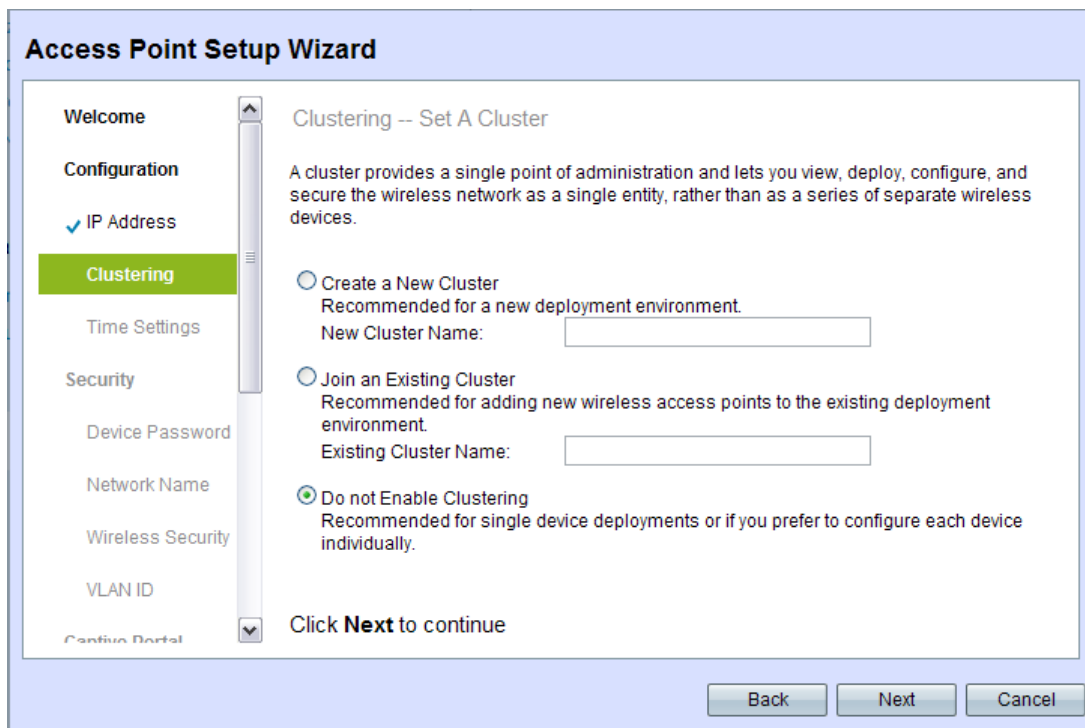 Access Point Setup Wizard
Welcome
Configuration
IP Address
Clustering
Time Settings
Security
Device Password
Network Name
Wireless Security
VLAN ID
Captive Portal
Clustering -- Set A Cluster
A cluster provides a single point of administration and lets you view, deploy, configure, and
secure the wireless network as a single entity, rather than as a series of separate wireless
devices.
Create a New Cluster
Recommended for a new deployment environment.
New Cluster Name:
Join an Existing Cluster
Recommended for adding new wireless access points to the existing deployment
environment.
Existing Cluster Name:
Do not Enable Clustering
Recommended for single device deployments or if you prefer to configure each device
individually.
Click Next to continue
Back
Next
Cancel